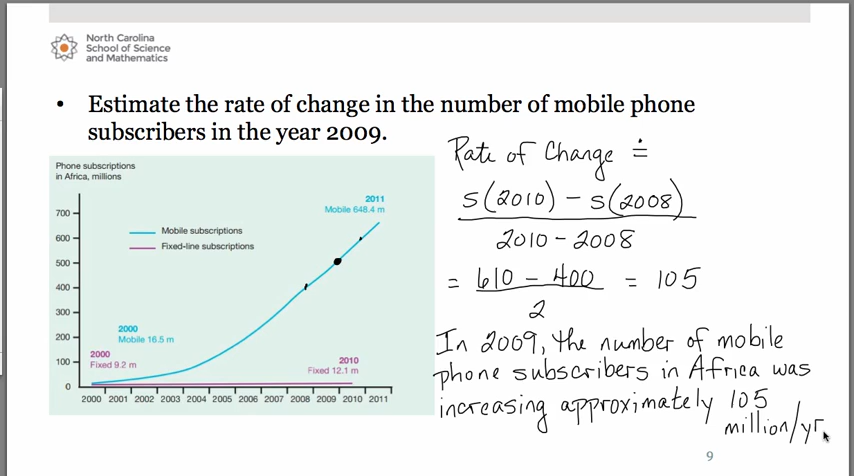 North Carolina
School of Science
and Mathematics
• Estimate the rate of change in the number of mobile phone
subscribers in the year 2009.
Phone subscriptions
in Africa, millions
700
600
500
400
300
200
100
0
Mobile subscriptions
Fixed-line subscriptions
2011
Mobile 648.4 m
2000
Mobile 16.5 m
2000
Fixed 9.2 m
2010
Fixed 12.1 m
2000 2001 2002 2003 2004 2005 2006 2007 2008 2009 2010 2011
Rate of Change ≐
S(2010) - S(2008)
2010 - 2008
= 610 - 400 = 105
2
In 2009, the number of mobile
phone subscribers in Africa was
increasing approximately 105
million/yr
9